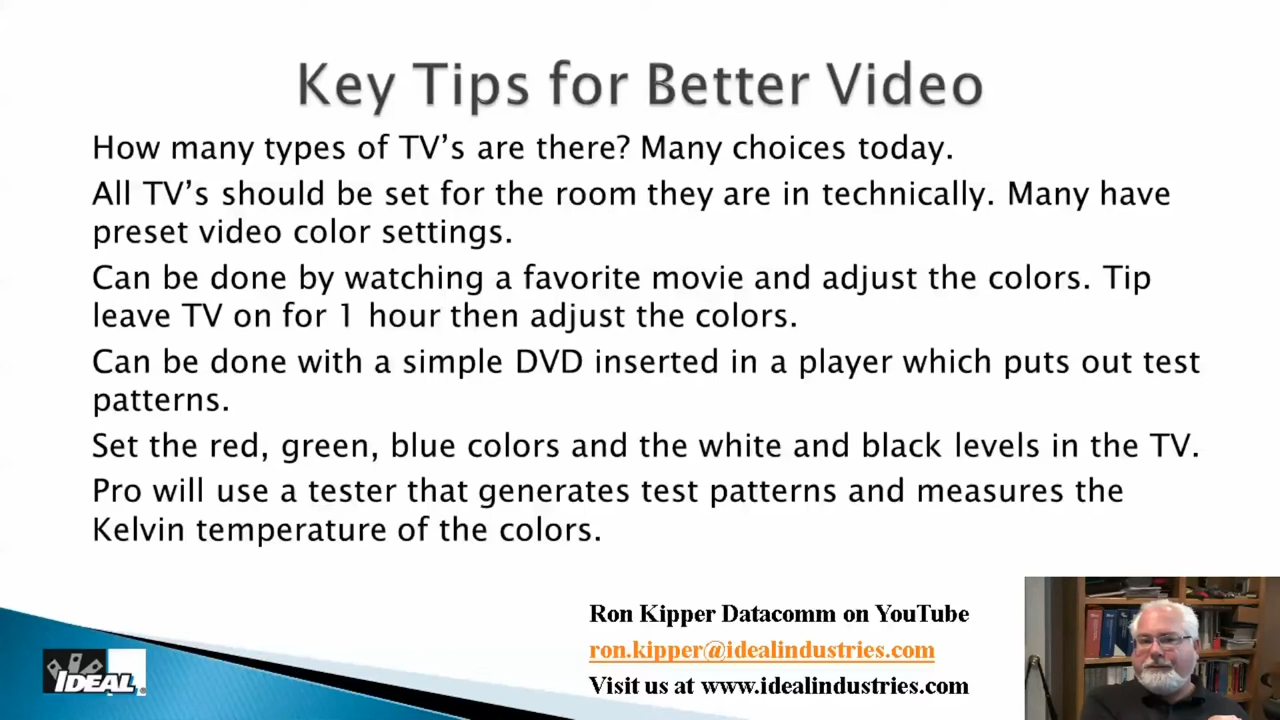 Key Tips for Better Video
How many types of TV’s are there? Many choices today.
All TV’s should be set for the room they are in technically. Many have
preset video color settings.
Can be done by watching a favorite movie and adjust the colors. Tip
leave TV on for 1 hour then adjust the colors.
Can be done with a simple DVD inserted in a player which puts out test
patterns.
Set the red, green, blue colors and the white and black levels in the TV.
Pro will use a tester that generates test patterns and measures the
Kelvin temperature of the colors.
Ron Kipper Datacomm on YouTube
ron.kipper@idealindustries.com
Visit us at www.idealindustries.com
IDEAL®